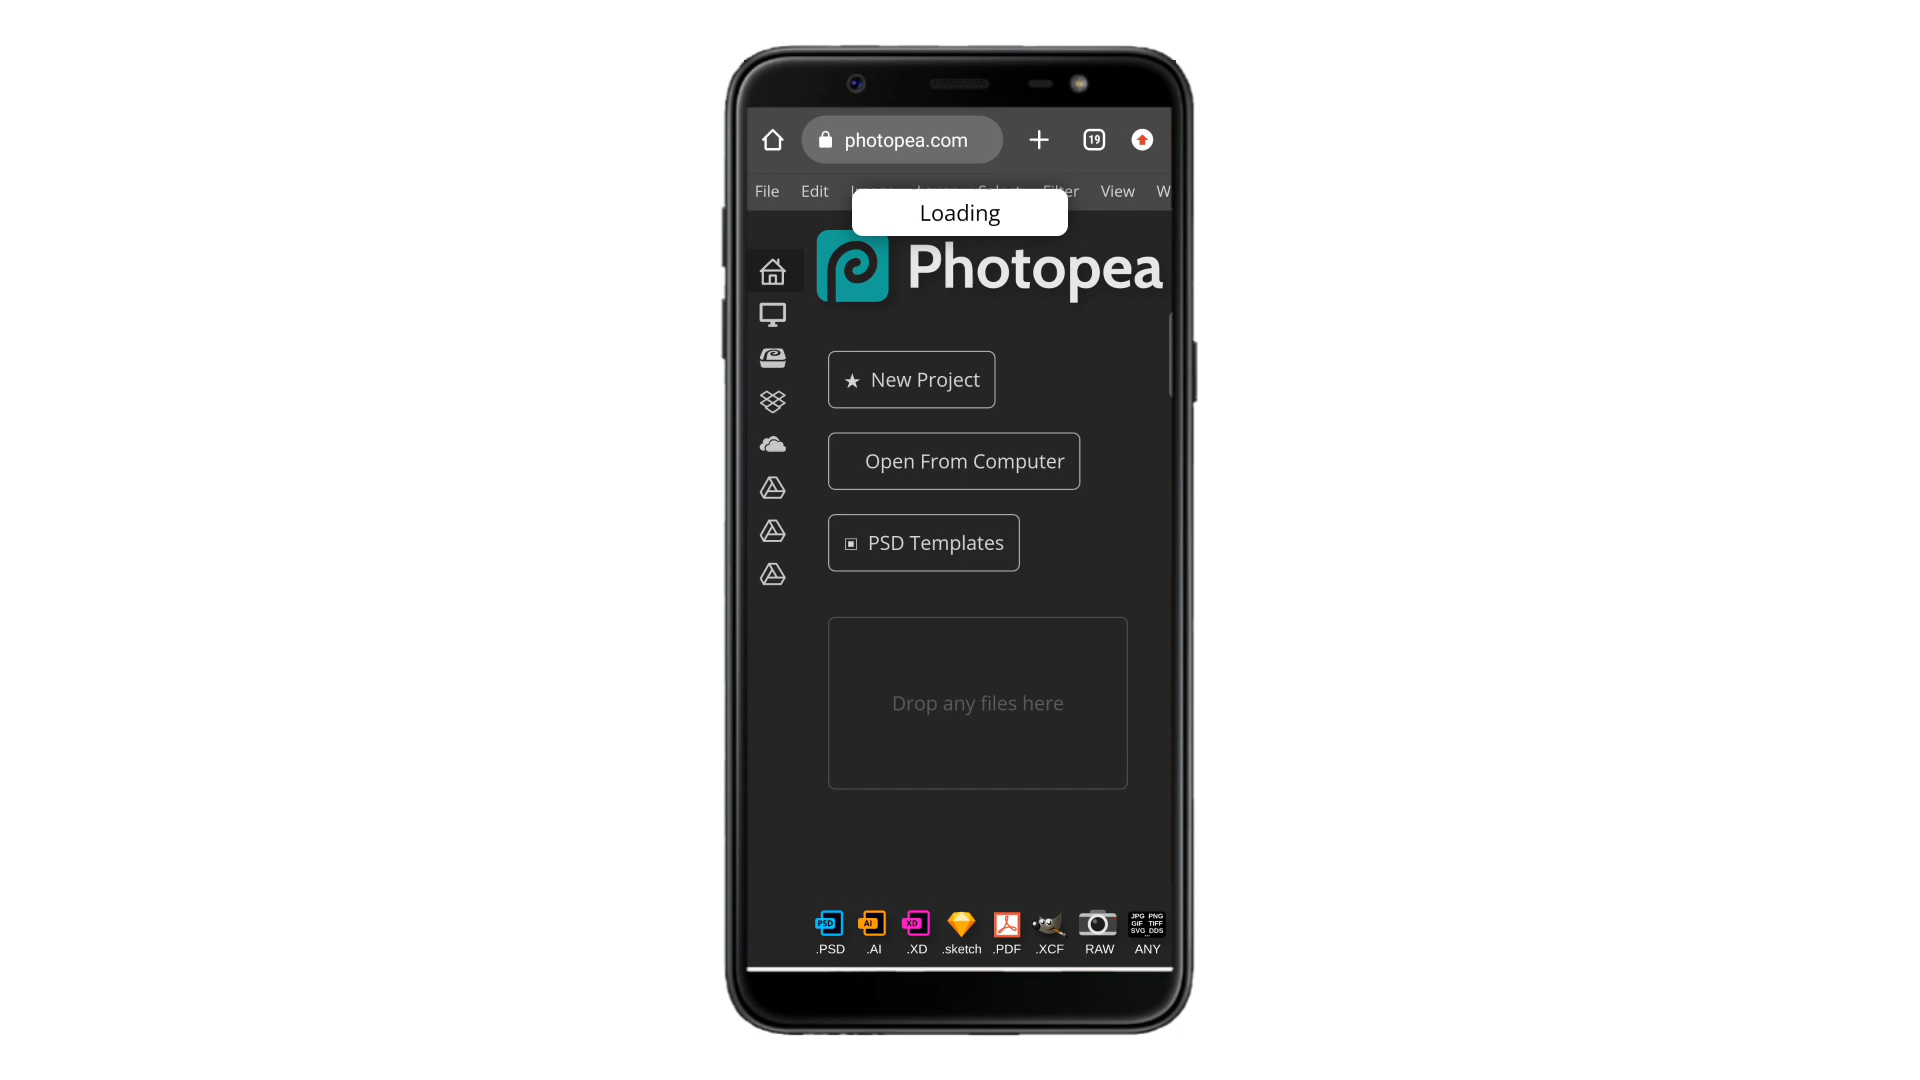 photopea.com
19
File Edit View W
Loading
Photopea
★ New Project
Open From Computer
PSD Templates
Drop any files here
PSD AI XD JPG PNG
GIF TIFF
SVG DDS
.PSD .AI .XD .sketch .PDF .XCF RAW ANY